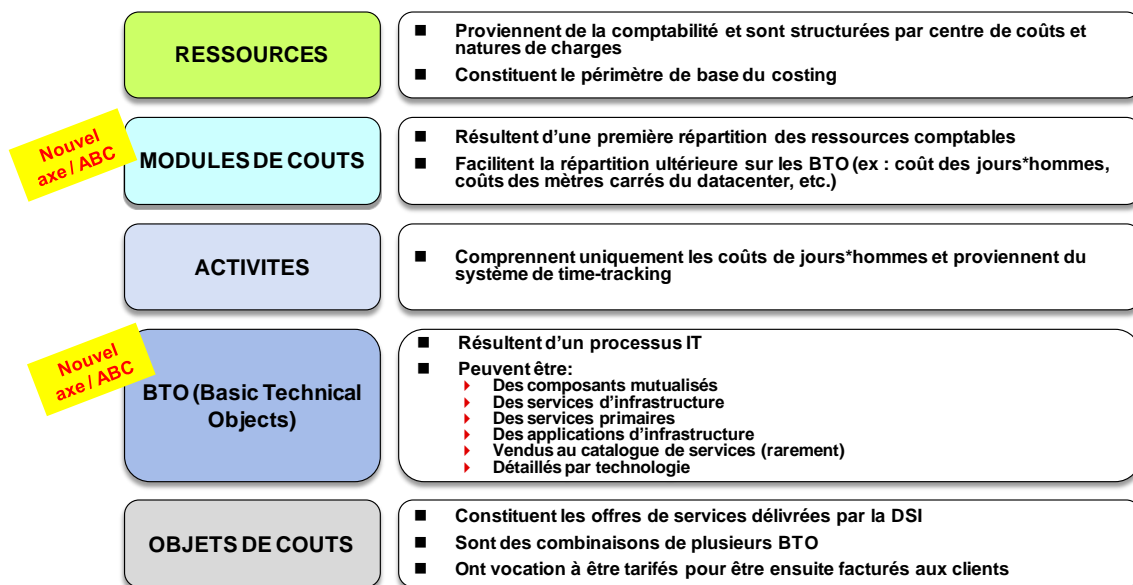 RESSOURCES
Proviennent de la comptabilité et sont structurées par centre de coûts et
natures de charges
Constituent le périmètre de base du costing
Nouvel
axe / ABC
MODULES DE COUTS
Résultent d'une première répartition des ressources comptables
Facilitent la répartition ultérieure sur les BTO (ex : coût des jours*hommes,
coûts des mètres carrés du datacenter, etc.)
ACTIVITES
Comprennent uniquement les coûts de jours*hommes et proviennent du
système de time-tracking
Nouvel
axe / ABC
BTO (Basic Technical
Objects)
Résultent d'un processus IT
Peuvent être:
Des composants mutualisés
Des services d'infrastructure
Des services primaires
Des applications d'infrastructure
Vendus au catalogue de services (rarement)
Détaillés par technologie
OBJETS DE COUTS
Constituent les offres de services délivrées par la DSI
Sont des combinaisons de plusieurs BTO
Ont vocation à être tarifés pour être ensuite facturés aux clients